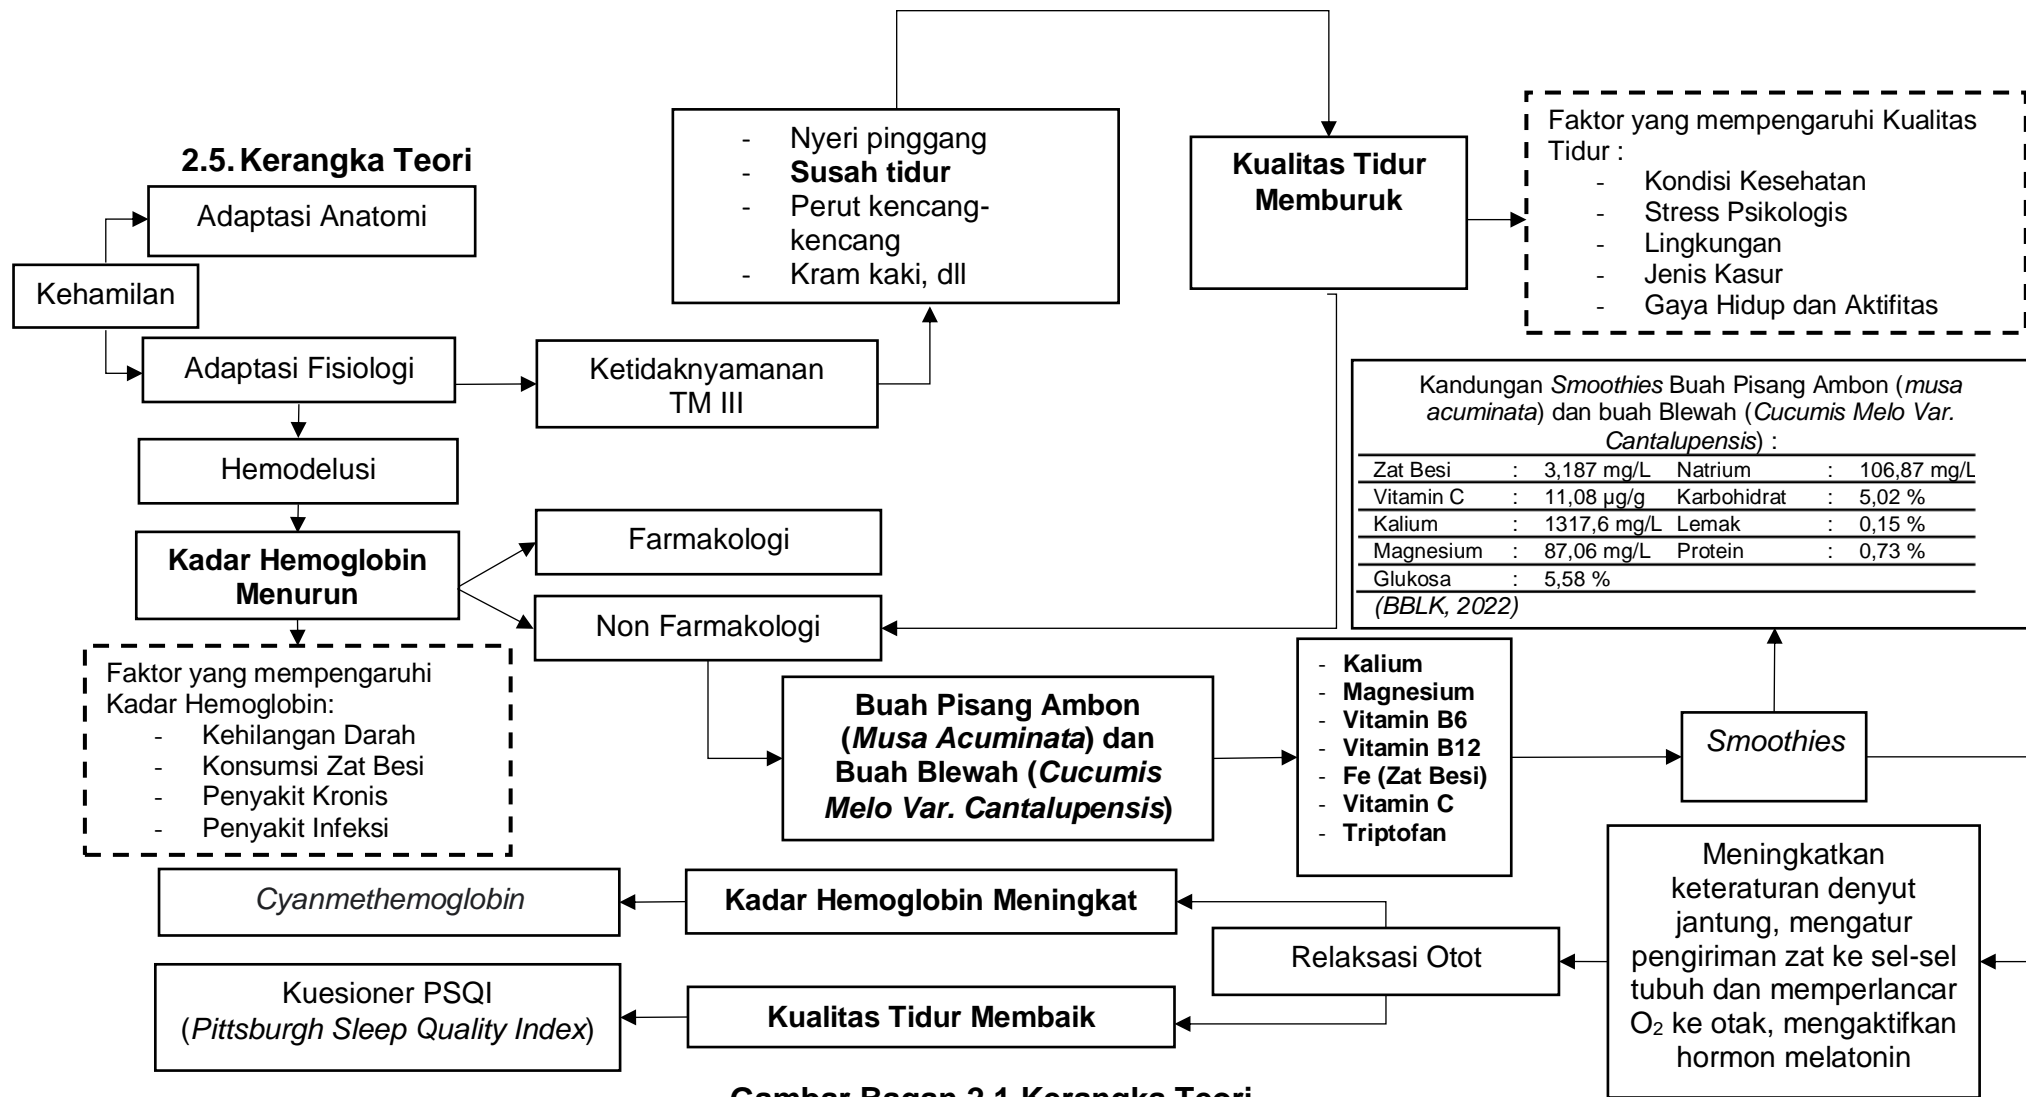 2.5. Kerangka Teori
Adaptasi Anatomi
Kehamilan
Adaptasi Fisiologi
Ketidaknyamanan
TM III
- Nyeri pinggang
- Susah tidur
- Perut kencang-
kencang
- Kram kaki, dll
Kualitas Tidur
Memburuk
Faktor yang mempengaruhi Kualitas
Tidur :
- Kondisi Kesehatan
- Stress Psikologis
- Lingkungan
- Jenis Kasur
- Gaya Hidup dan Aktifitas
Hemodelusi
Kadar Hemoglobin
Menurun
Farmakologi
Non Farmakologi
Faktor yang mempengaruhi
Kadar Hemoglobin:
- Kehilangan Darah
- Konsumsi Zat Besi
- Penyakit Kronis
- Penyakit Infeksi
Buah Pisang Ambon
(Musa Acuminata) dan
Buah Blewah (Cucumis
Melo Var. Cantalupensis)
- Kalium
- Magnesium
- Vitamin B6
- Vitamin B12
- Fe (Zat Besi)
- Vitamin C
- Triptofan
Smoothies
Kandungan Smoothies Buah Pisang Ambon (musa
acuminata) dan buah Blewah (Cucumis Melo Var.
Cantalupensis) :
Zat Besi : 3,187 mg/L Natrium : 106,87 mg/L
Vitamin C : 11,08 µg/g Karbohidrat : 5,02 %
Kalium : 1317,6 mg/L Lemak : 0,15 %
Magnesium : 87,06 mg/L Protein : 0,73 %
Glukosa : 5,58 %
(BBLK, 2022)
Meningkatkan
keteraturan denyut
jantung, mengatur
pengiriman zat ke sel-sel
tubuh dan memperlancar
O₂ ke otak, mengaktifkan
hormon melatonin
Relaksasi Otot
Kadar Hemoglobin Meningkat
Cyanmethemoglobin
Kualitas Tidur Membaik
Kuesioner PSQI
(Pittsburgh Sleep Quality Index)
Gambar Bagan 2.1 Kerangka Teori